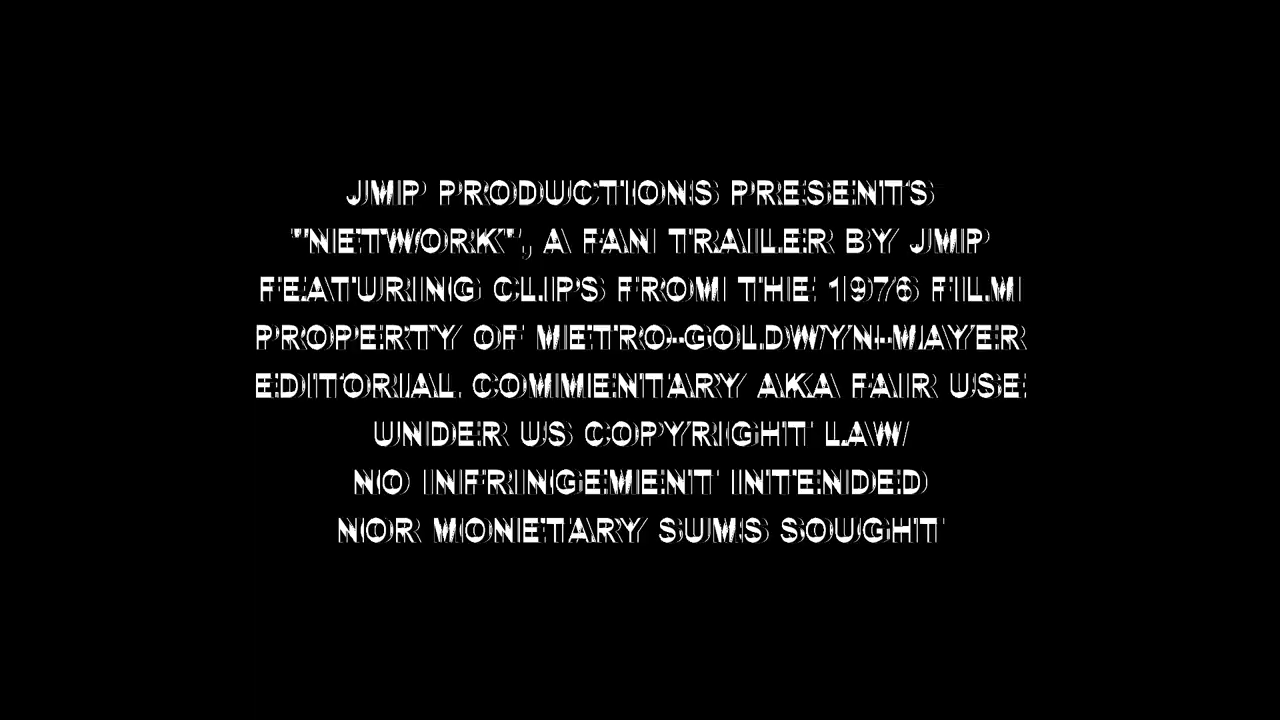 JMP PRODUCTIONS PRESENTS
"NETWORK", A FAN TRAILER BY JMP
FEATURING CLIPS FROM THE 1976 FILM
PROPERTY OF METRO-GOLDWYN-MAYER
EDITORIAL COMMENTARY AKA FAIR USE
UNDER US COPYRIGHT LAW
NO INFRINGEMENT INTENDED
NOR MONETARY SUMS SOUGHT